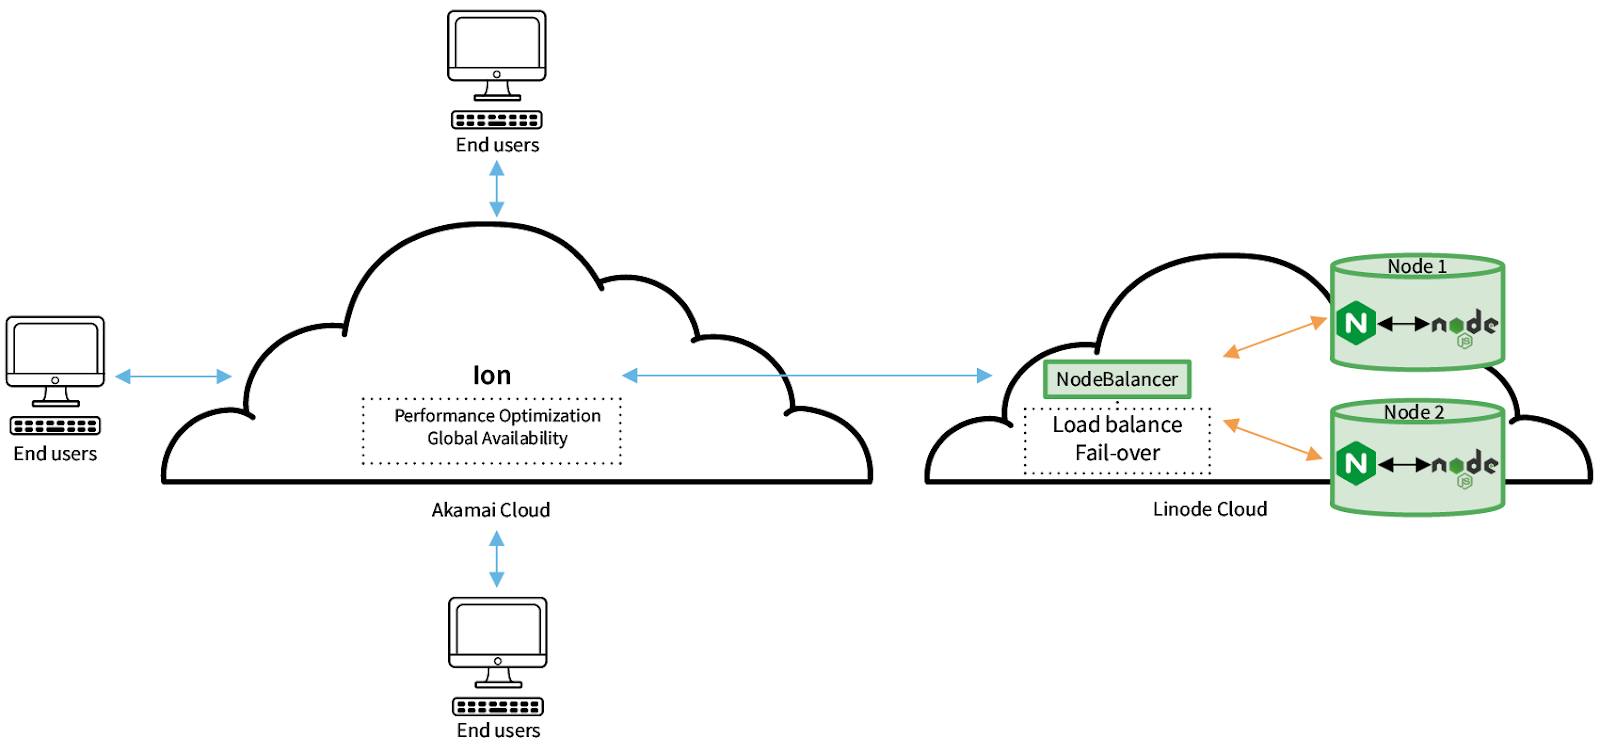 End users
End users
Ion
Performance Optimization
Global Availability
Akamai Cloud
End users
NodeBalancer
Load balance
Fail-over
Linode Cloud
Node 1
N
node
JS
Node 2
N
node
JS